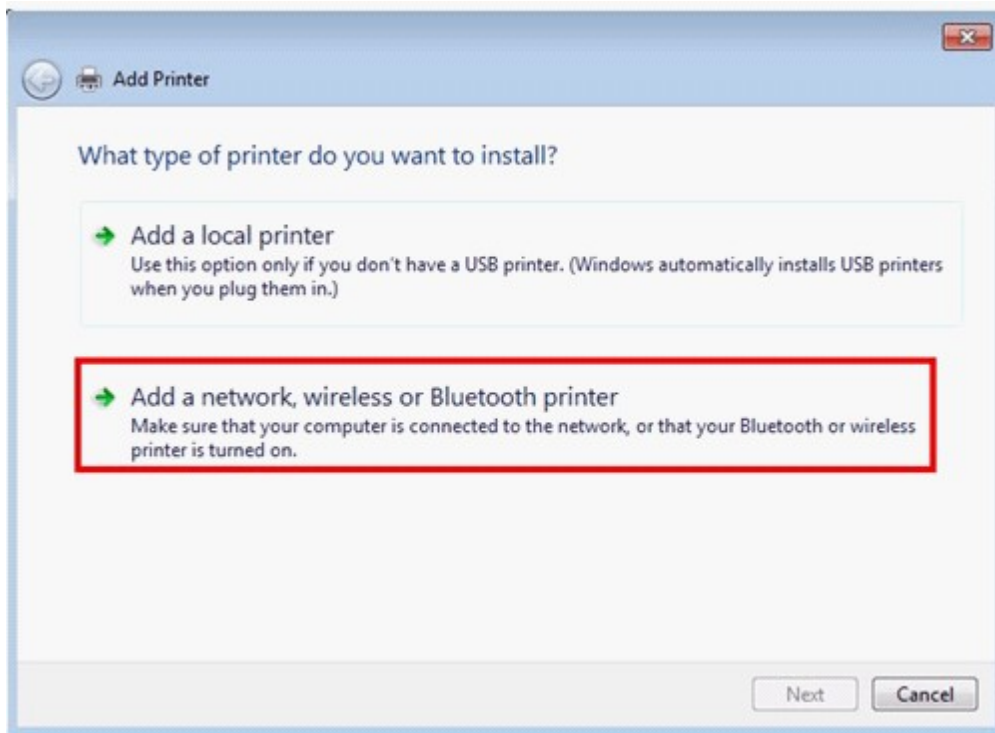 Add Printer
What type of printer do you want to install?
Add a local printer
Use this option only if you don't have a USB printer. (Windows automatically installs USB printers
when you plug them in.)
Add a network, wireless or Bluetooth printer
Make sure that your computer is connected to the network, or that your Bluetooth or wireless
printer is turned on.
Next
Cancel